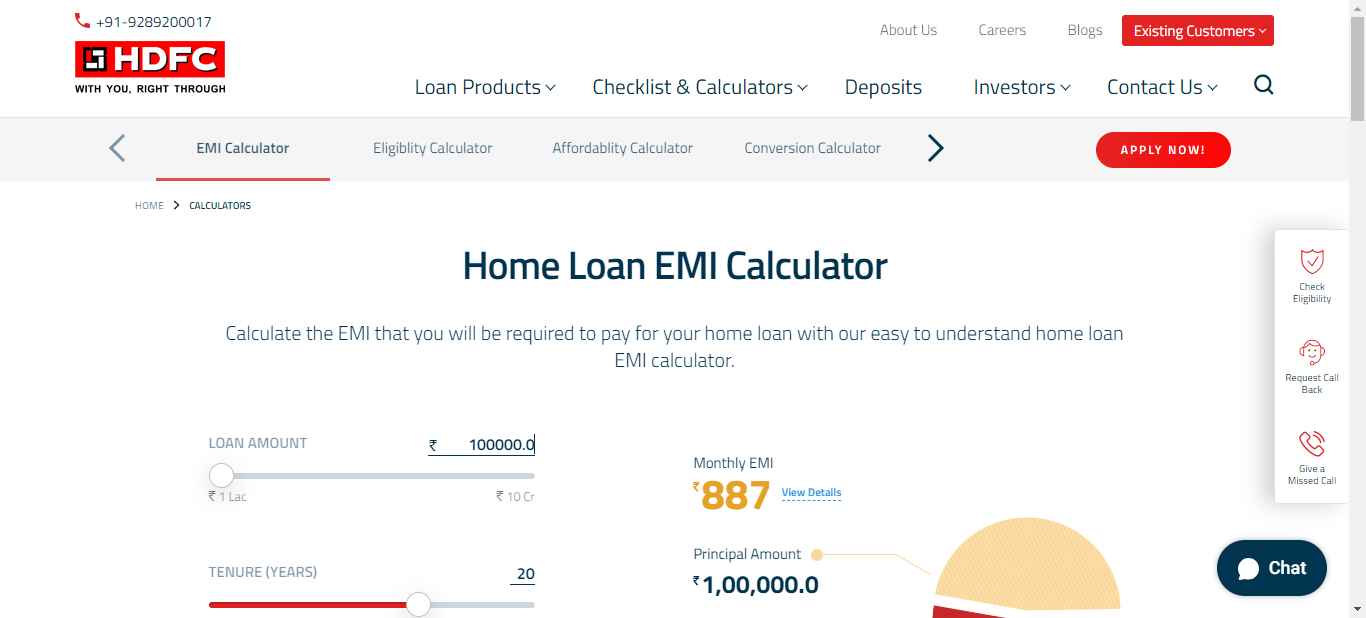 +91-9289200017
HDFC
WITH YOU, RIGHT THROUGH
About Us Careers Blogs Existing Customers
Loan Products Checklist & Calculators Deposits Investors Contact Us
EMI Calculator Eligiblity Calculator Affordablity Calculator Conversion Calculator APPLY NOW!
HOME CALCULATORS
Home Loan EMI Calculator
Calculate the EMI that you will be required to pay for your home loan with our easy to understand home loan
EMI calculator.
LOAN AMOUNT ₹ 100000.0
₹ 1 Lac ₹ 10 Cr
TENURE (YEARS) 20
Monthly EMI
₹887 View Details
Principal Amount
₹1,00,000.0
Check
Eligibility
Request Call
Back
Give a
Missed Call
Chat